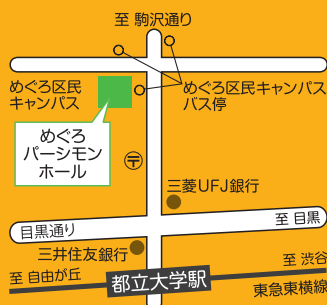 至 駒沢通り
めぐろ区民
キャンパス
めぐろ区民キャンパス
バス停
めぐろ
パーシモン
ホール
〒
三菱UFJ銀行
目黒通り
至 目黒
三井住友銀行
至 自由が丘
都立大学駅
至 渋谷
東急東横線